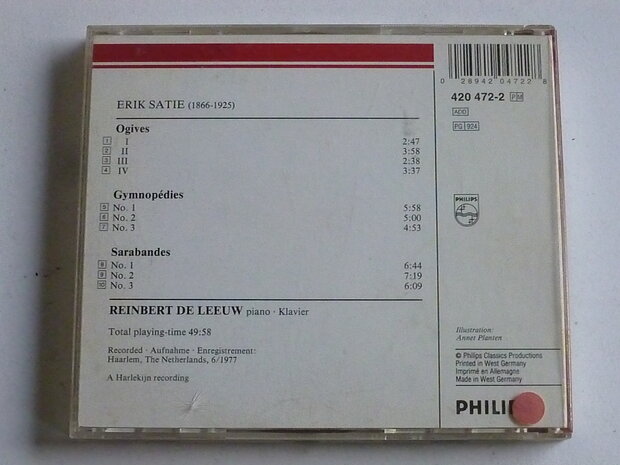 ERIK SATIE (1866-1925)
Ogives
1 I 2:47
2 II 3:58
3 III 2:38
4 IV 3:37
Gymnopédies
5 No. 1 5:58
6 No. 2 5:00
7 No. 3 4:53
Sarabandes
8 No. 1 6:44
9 No. 2 7:19
10 No. 3 6:09
REINBERT DE LEEUW piano · Klavier
Total playing-time 49:58
Recorded · Aufnahme · Enregistrement:
Haarlem, The Netherlands, 6/1977
A Harlekijn recording
0 28942 04722 8
420 472-2 PM
PG 924
PHILIPS
Illustration:
Annet Planten
© Philips Classics Productions
Printed in West Germany
Imprimé en Allemagne
Made in West Germany
PHILI